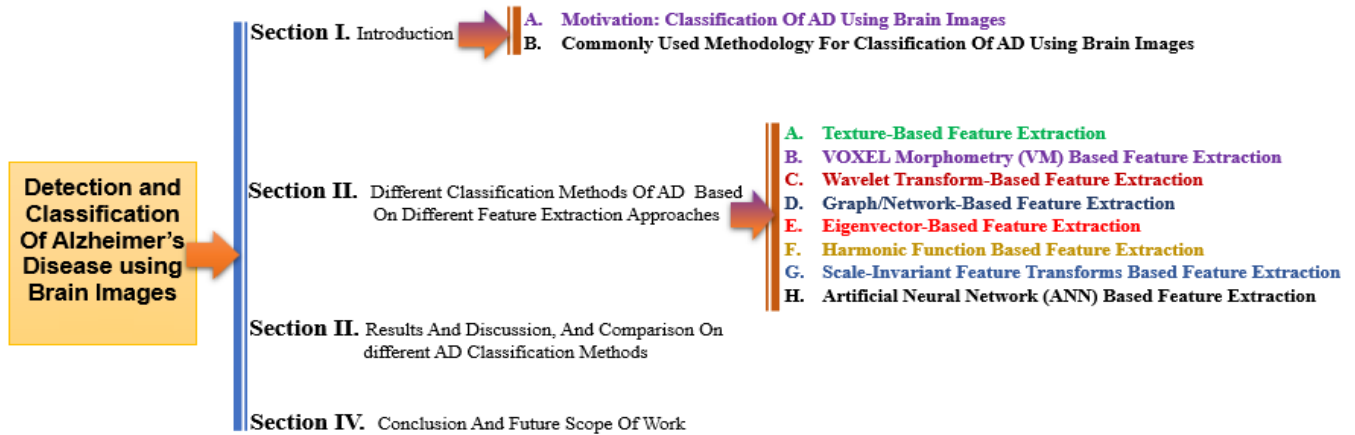 Detection and
Classification
Of Alzheimer's
Disease using
Brain Images
Section I. Introduction
A. Motivation: Classification Of AD Using Brain Images
B. Commonly Used Methodology For Classification Of AD Using Brain Images
Section II. Different Classification Methods Of AD Based
On Different Feature Extraction Approaches
A. Texture-Based Feature Extraction
B. VOXEL Morphometry (VM) Based Feature Extraction
C. Wavelet Transform-Based Feature Extraction
D. Graph/Network-Based Feature Extraction
E. Eigenvector-Based Feature Extraction
F. Harmonic Function Based Feature Extraction
G. Scale-Invariant Feature Transforms Based Feature Extraction
H. Artificial Neural Network (ANN) Based Feature Extraction
Section II. Results And Discussion, And Comparison On
different AD Classification Methods
Section IV. Conclusion And Future Scope Of Work